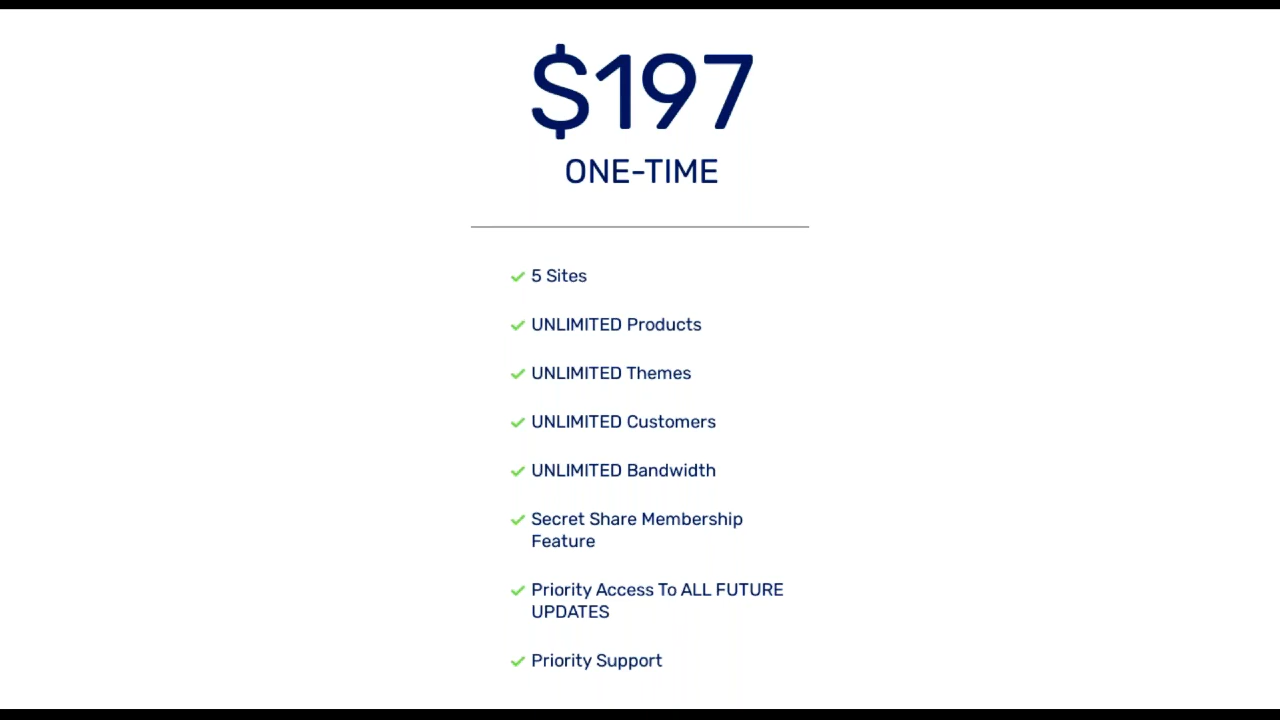 $197
ONE-TIME
5 Sites
UNLIMITED Products
UNLIMITED Themes
UNLIMITED Customers
UNLIMITED Bandwidth
Secret Share Membership
Feature
Priority Access To ALL FUTURE
UPDATES
Priority Support